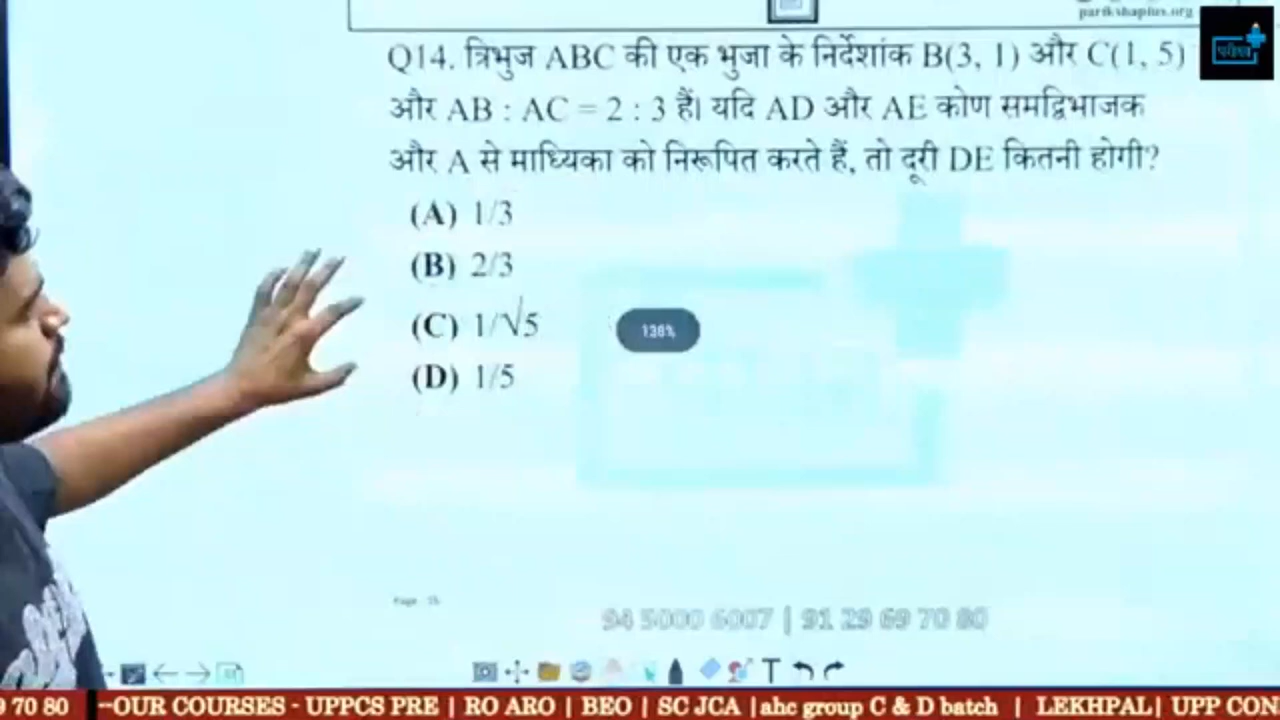 parikshaplus.org
परीक्षा
Q14. त्रिभुज ABC की एक भुजा के निर्देशांक B(3, 1) और C(1, 5)
और AB : AC = 2 : 3 हैं। यदि AD और AE कोण समद्विभाजक
और A से माध्यिका को निरूपित करते हैं, तो दूरी DE कितनी होगी?
(A) 1/3
(B) 2/3
(C) 1/√5
(D) 1/5
136%
94 5000 6007 | 91 29 69 70 80
T
9 70 80 --OUR COURSES - UPPCS PRE | RO ARO | BEO | SC JCA |ahc group C & D batch | LEKHPAL| UPP CON